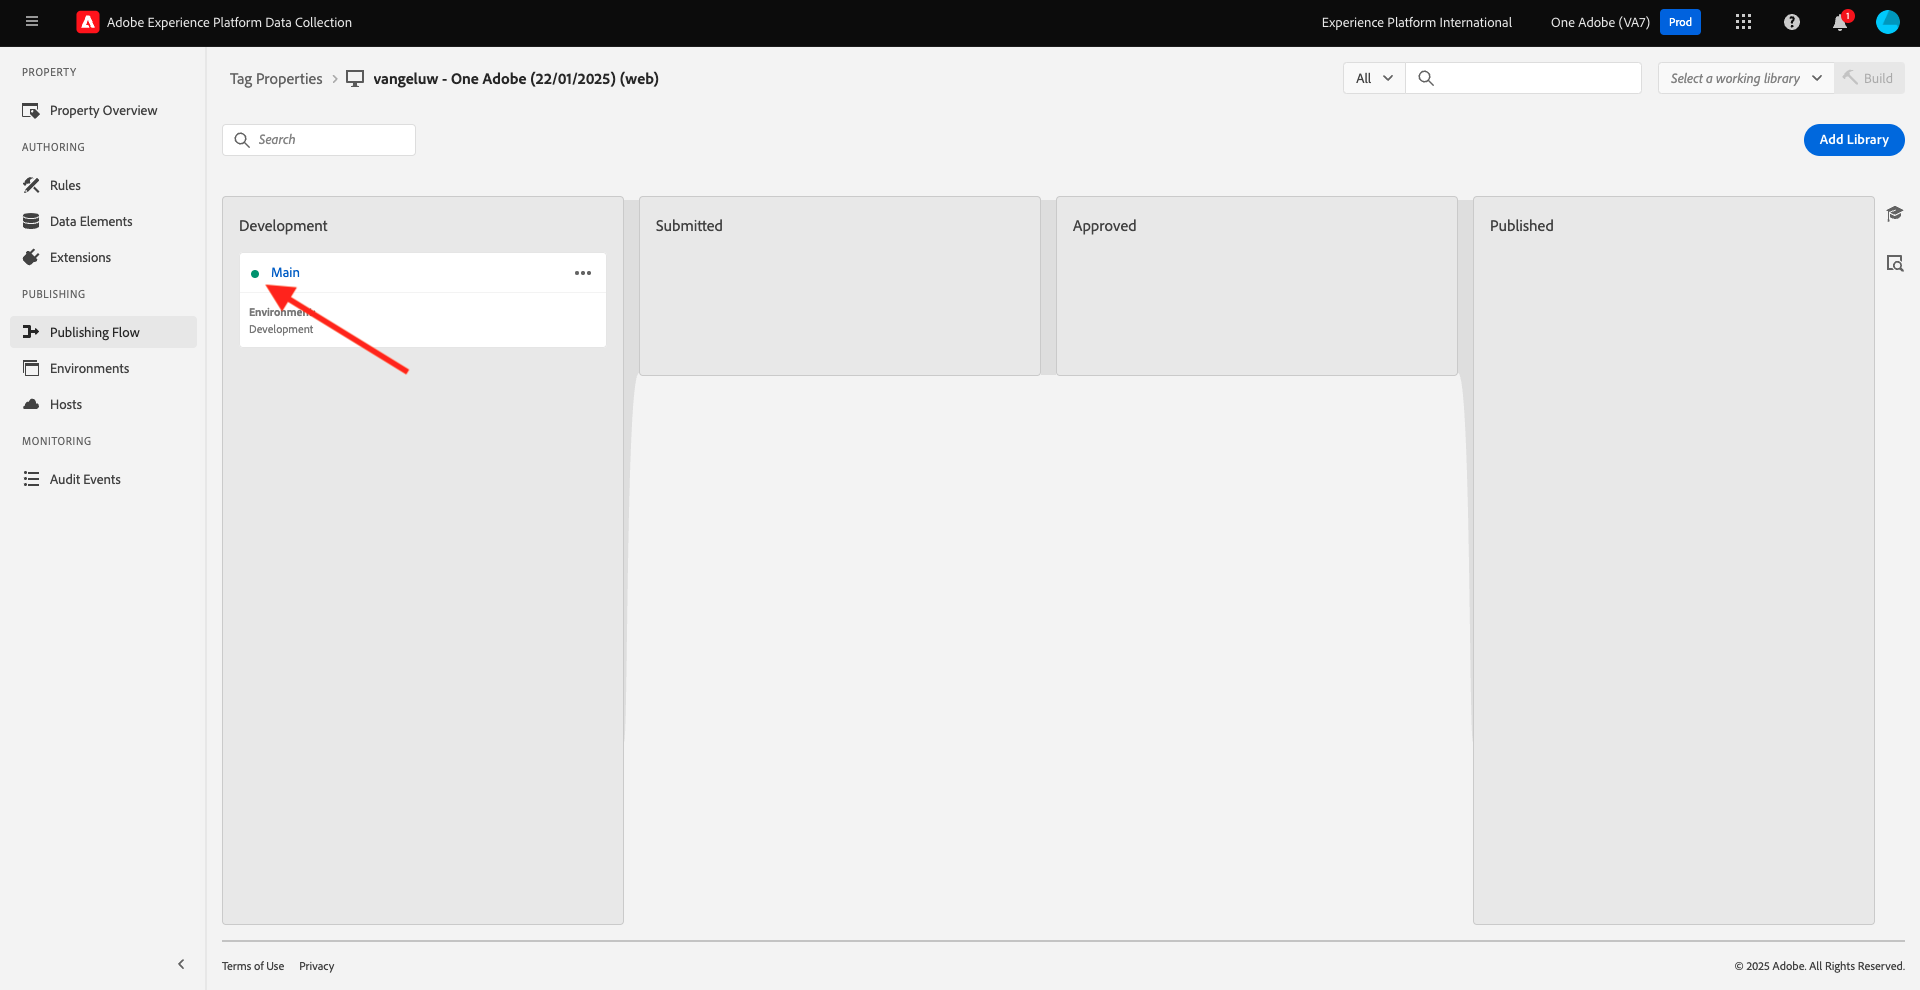 Adobe Experience Platform Data Collection
Experience Platform International
One Adobe (VA7)
Prod
1
PROPERTY
Property Overview
AUTHORING
Rules
Data Elements
Extensions
PUBLISHING
Publishing Flow
Environments
Hosts
MONITORING
Audit Events
Tag Properties
vangeluw - One Adobe (22/01/2025) (web)
All
Select a working library
Build
Search
Add Library
Development
Main
Environment
Development
Submitted
Approved
Published
Terms of Use
Privacy
© 2025 Adobe. All Rights Reserved.